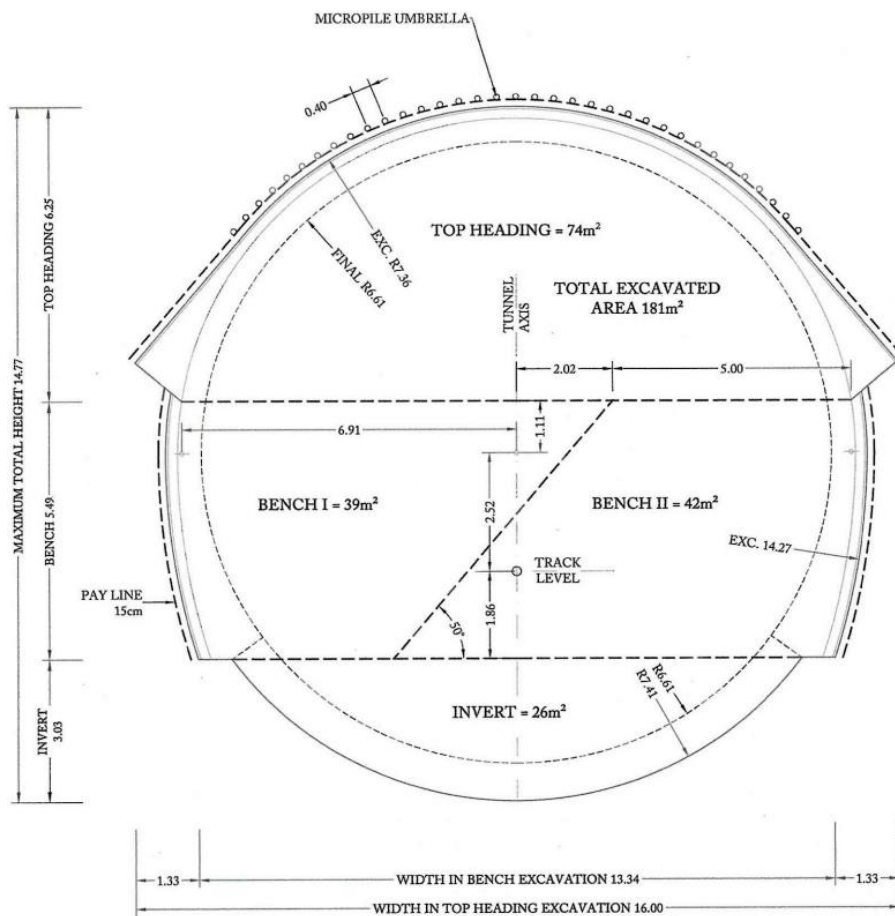 MICROPILE UMBRELLA
0.40
TOP HEADING = 74m²
EXC. R7.36
FINAL R6.61
TOTAL EXCAVATED
AREA 181m²
TUNNEL
AXIS
TOP HEADING 6.25
MAXIMUM TOTAL HEIGHT 14.77
2.02
5.00
6.91
1.11
BENCH 5.49
BENCH I = 39m²
2.52
BENCH II = 42m²
EXC. 14.27
TRACK
LEVEL
PAY LINE
15cm
1.86
50°
R6.61
R7.41
INVERT = 26m²
INVERT
3.03
1.33
WIDTH IN BENCH EXCAVATION 13.34
1.33
WIDTH IN TOP HEADING EXCAVATION 16.00